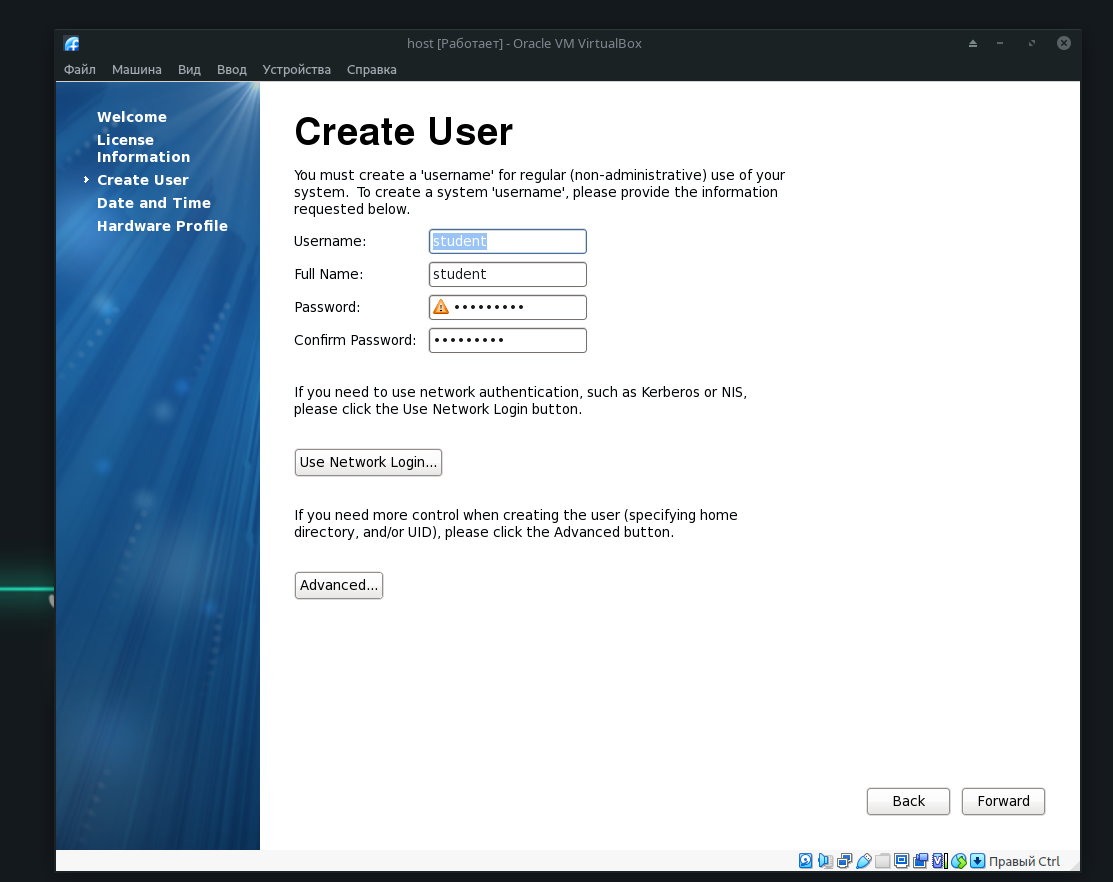 host [Работает] - Oracle VM VirtualBox
Файл Машина Вид Ввод Устройства Справка
Welcome
License
Information
Create User
Date and Time
Hardware Profile
Create User
You must create a 'username' for regular (non-administrative) use of your
system.  To create a system 'username', please provide the information
requested below.
Username: student
Full Name: student
Password: •••••••••
Confirm Password: •••••••••
If you need to use network authentication, such as Kerberos or NIS,
please click the Use Network Login button.
Use Network Login...
If you need more control when creating the user (specifying home
directory, and/or UID), please click the Advanced button.
Advanced...
Back Forward
Правый Ctrl